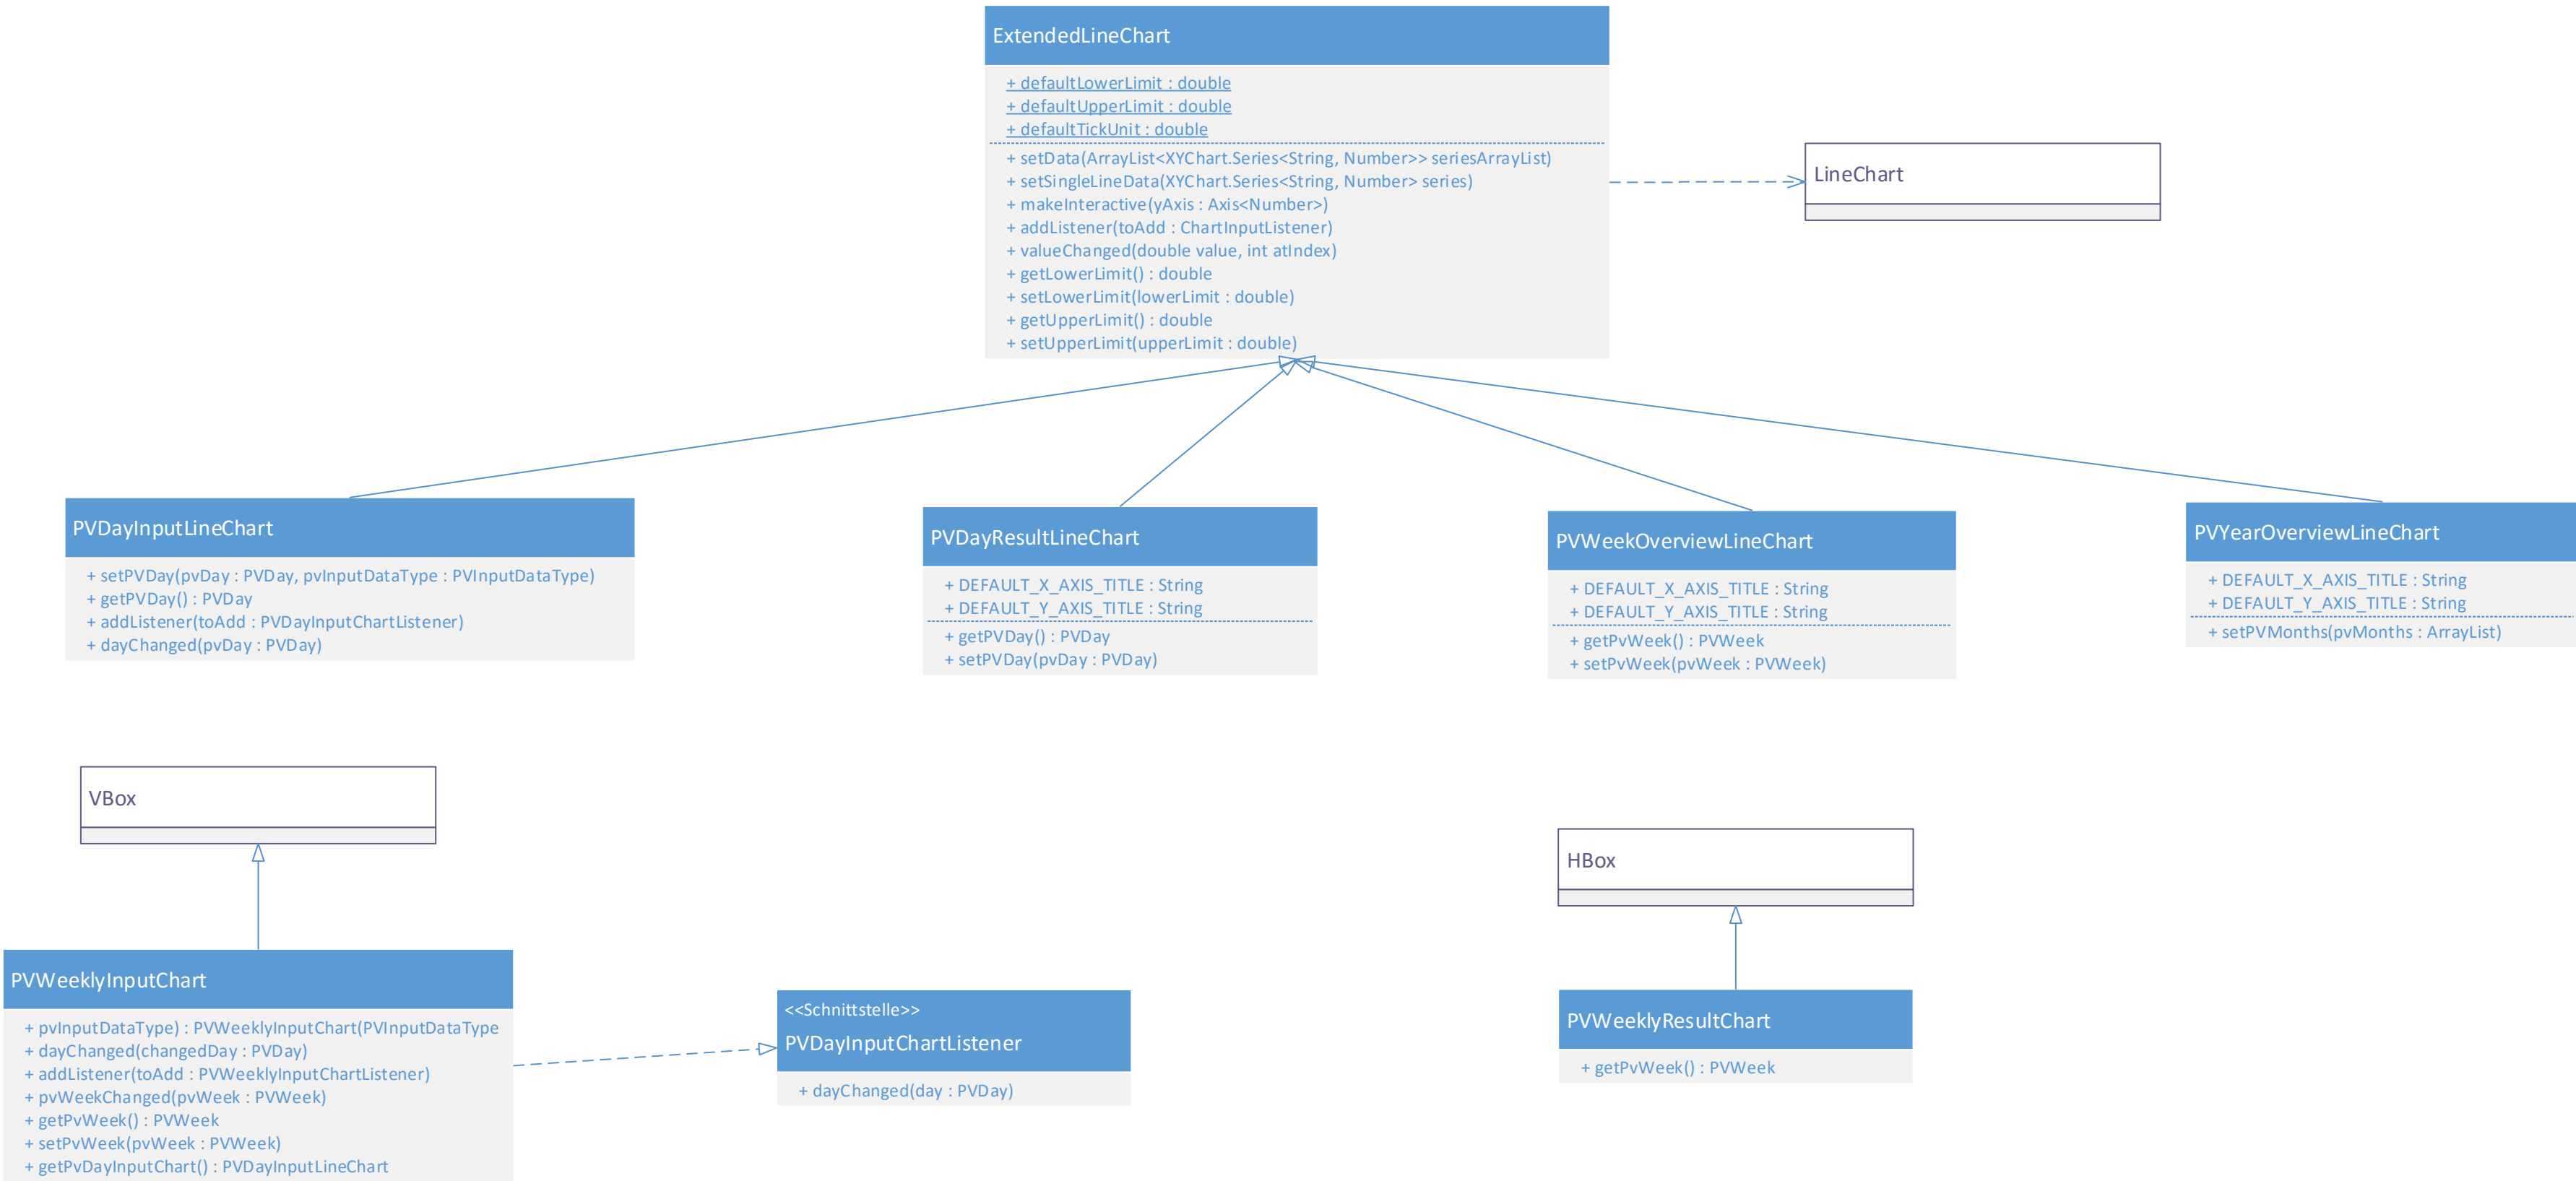 ExtendedLineChart
+ defaultLowerLimit : double
+ defaultUpperLimit : double
+ defaultTickUnit : double
+ setData(ArrayList<XYChart.Series<String, Number>> seriesArrayList)
+ setSingleLineData(XYChart.Series<String, Number> series)
+ makeInteractive(yAxis : Axis<Number>)
+ addListener(toAdd : ChartInputListener)
+ valueChanged(double value, int atIndex)
+ getLowerLimit() : double
+ setLowerLimit(lowerLimit : double)
+ getUpperLimit() : double
+ setUpperLimit(upperLimit : double)
LineChart
PVDayInputLineChart
+ setPVDay(pvDay : PVDay, pvInputDataType : PVInputDataType)
+ getPVDay() : PVDay
+ addListener(toAdd : PVDayInputChartListener)
+ dayChanged(pvDay : PVDay)
PVDayResultLineChart
+ DEFAULT_X_AXIS_TITLE : String
+ DEFAULT_Y_AXIS_TITLE : String
+ getPVDay() : PVDay
+ setPVDay(pvDay : PVDay)
PVWeekOverviewLineChart
+ DEFAULT_X_AXIS_TITLE : String
+ DEFAULT_Y_AXIS_TITLE : String
+ getPvWeek() : PVWeek
+ setPvWeek(pvWeek : PVWeek)
PVYearOverviewLineChart
+ DEFAULT_X_AXIS_TITLE : String
+ DEFAULT_Y_AXIS_TITLE : String
+ setPVMonths(pvMonths : ArrayList)
VBox
HBox
PVWeeklyInputChart
+ pvInputDataType) : PVWeeklyInputChart(PVInputDataType
+ dayChanged(changedDay : PVDay)
+ addListener(toAdd : PVWeeklyInputChartListener)
+ pvWeekChanged(pvWeek : PVWeek)
+ getPvWeek() : PVWeek
+ setPvWeek(pvWeek : PVWeek)
+ getPvDayInputChart() : PVDayInputLineChart
<<Schnittstelle>>
PVDayInputChartListener
+ dayChanged(day : PVDay)
PVWeeklyResultChart
+ getPvWeek() : PVWeek